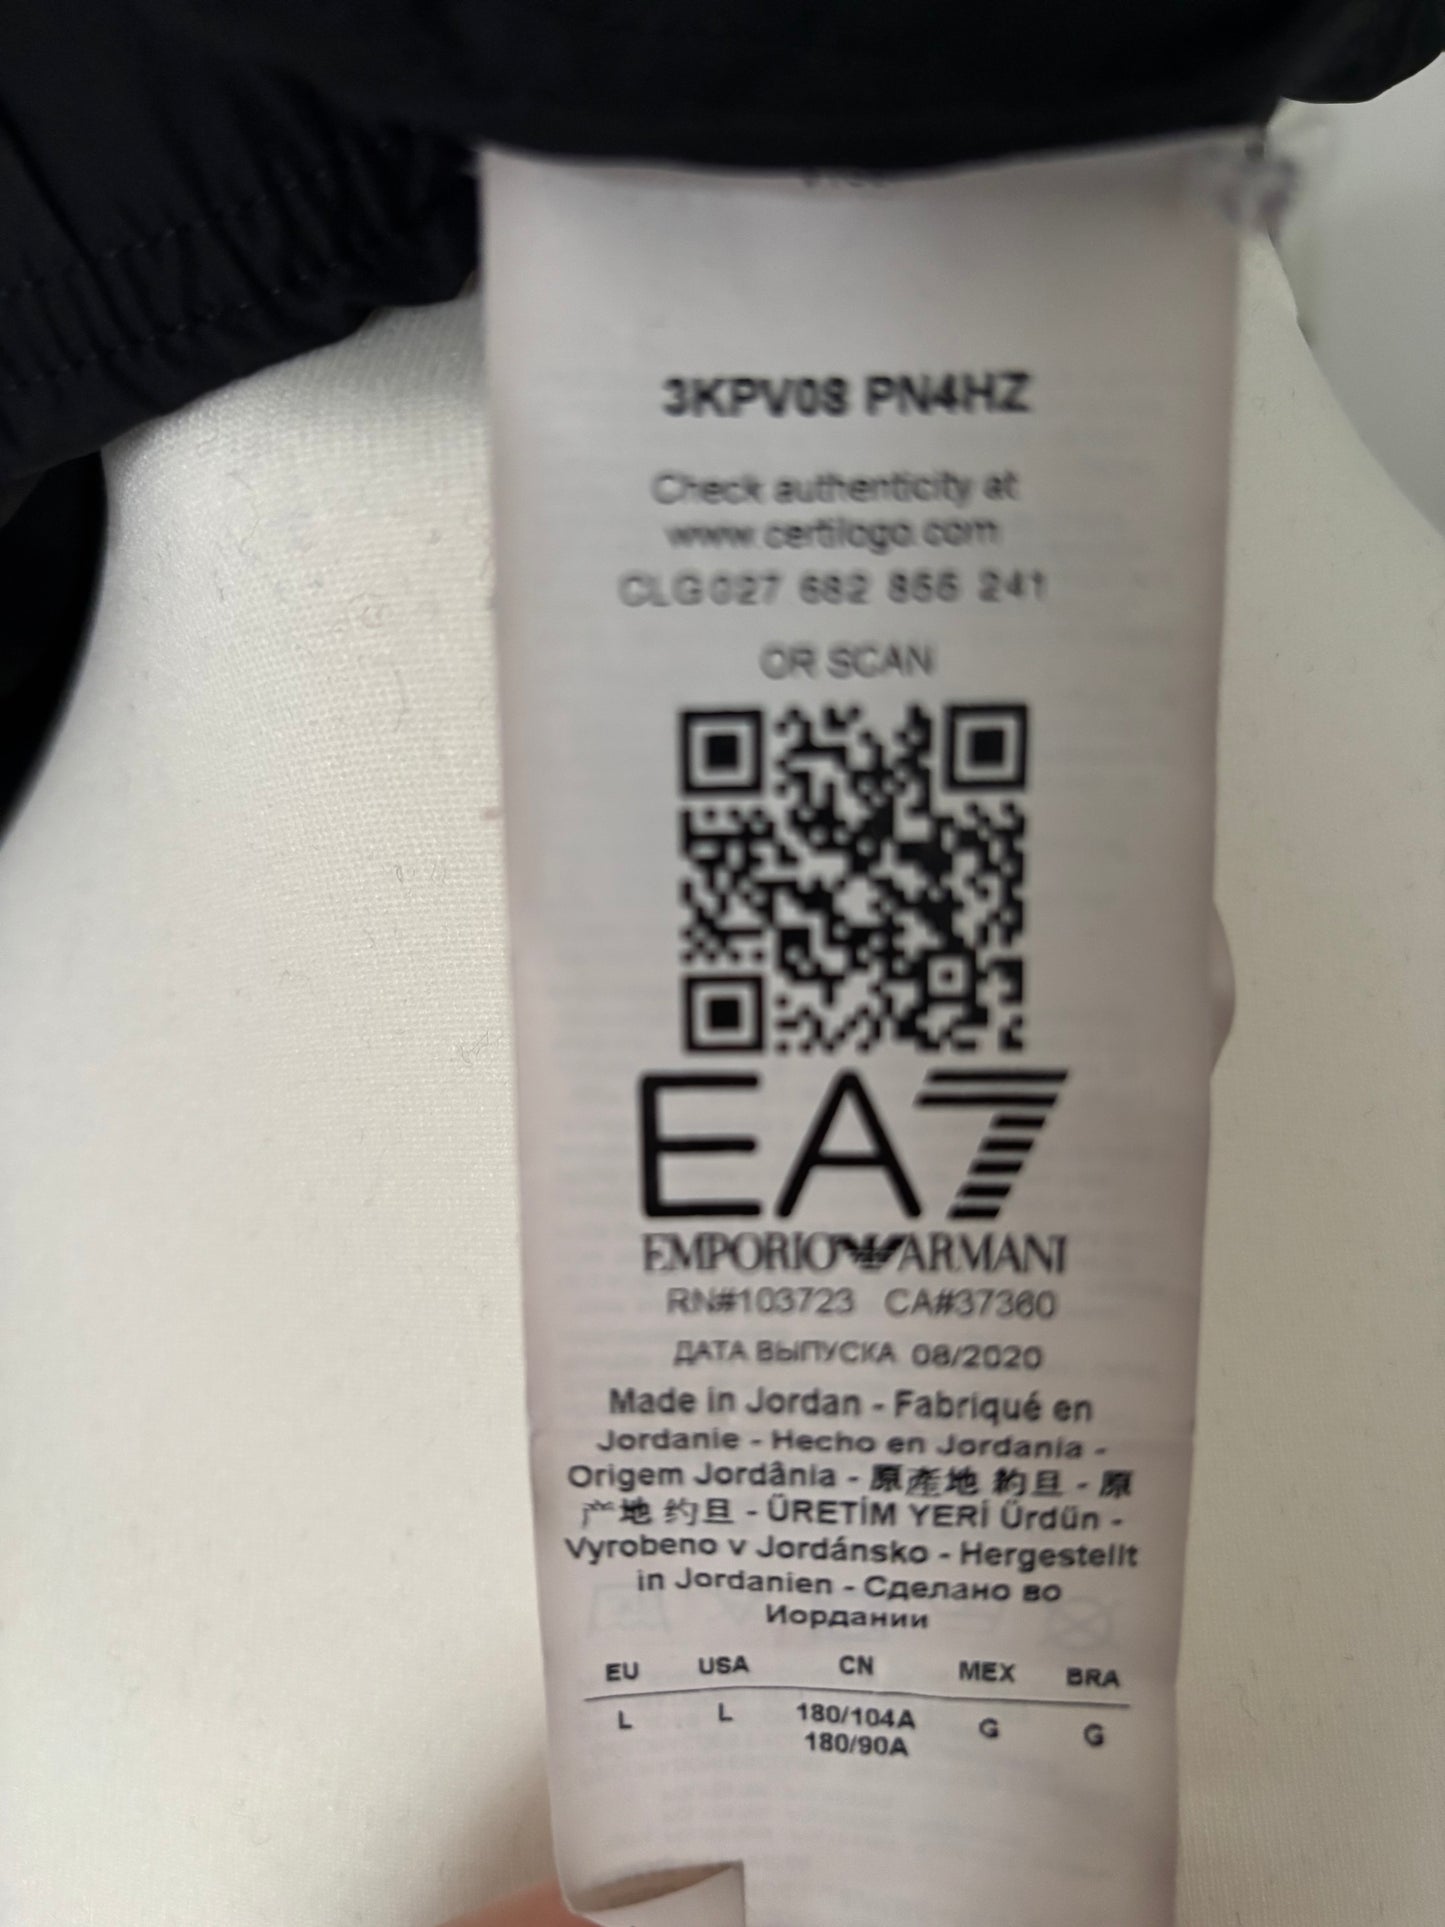 3KPV08 PN4HZ
Check authenticity at
www.certilogo.com
CLG027 682 855 241
OR SCAN
EA7
EMPORIO ARMANI
RN#103723 CA#37360
ДАТА ВЫПУСКА 08/2020
Made in Jordan - Fabriqué en
Jordanie - Hecho en Jordania -
Origem Jordânia - 原產地 約旦 - 原
产地 约旦 - ÜRETİM YERİ Ürdün -
Vyrobeno v Jordánsko - Hergestellt
in Jordanien - Сделано во
Иордании
EU USA CN MEX BRA
L L 180/104A G G
180/90A